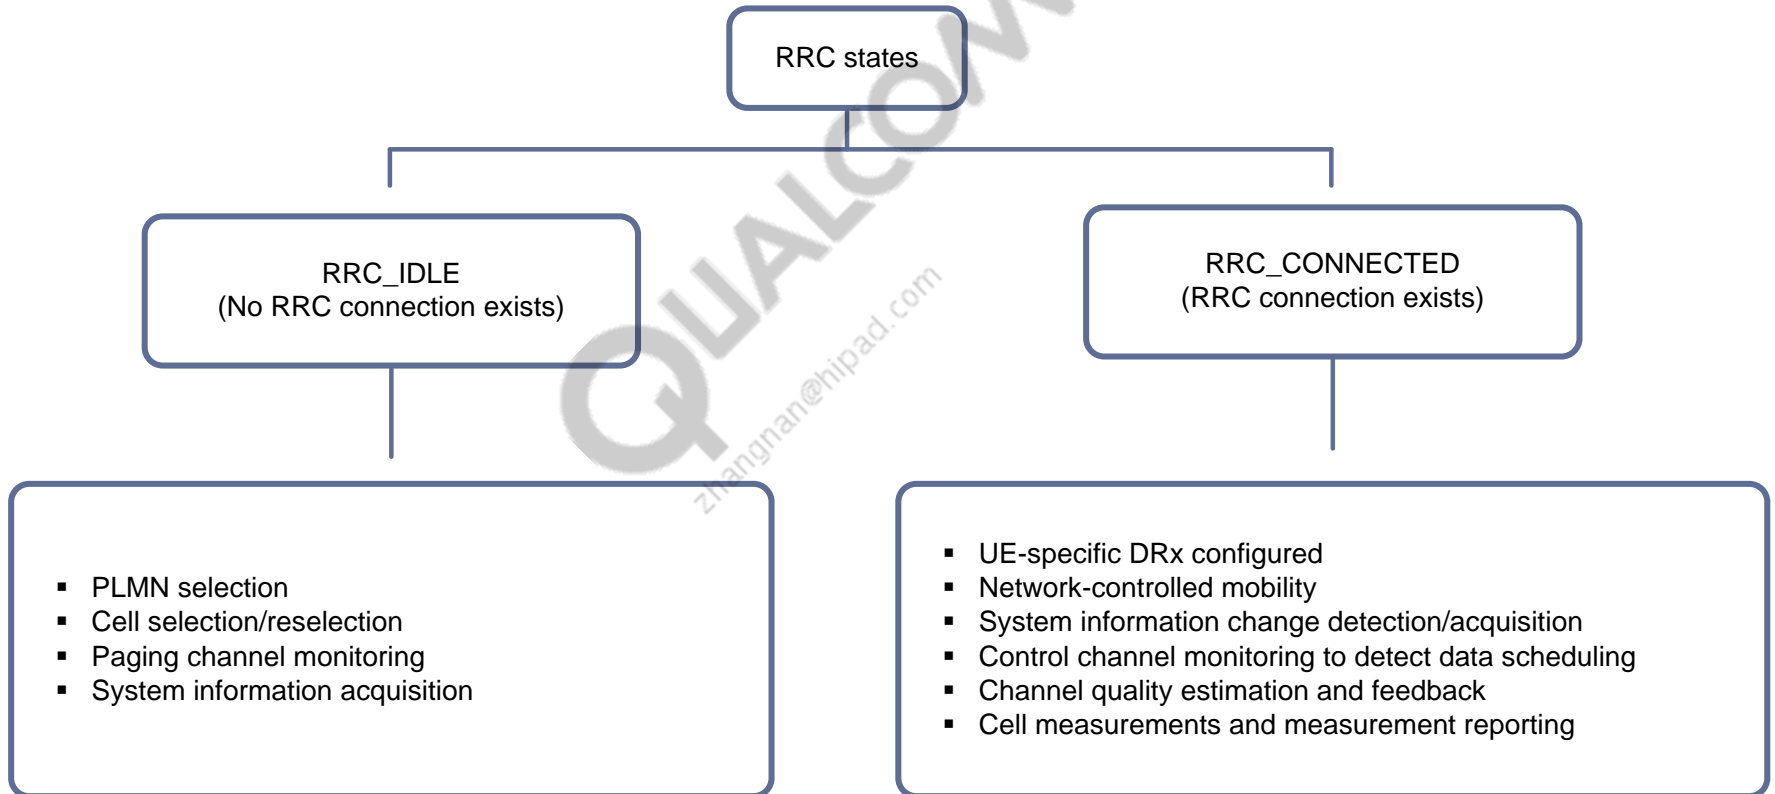 RRC states
RRC_IDLE
(No RRC connection exists)
RRC_CONNECTED
(RRC connection exists)
▪ PLMN selection
▪ Cell selection/reselection
▪ Paging channel monitoring
▪ System information acquisition
▪ UE-specific DRx configured
▪ Network-controlled mobility
▪ System information change detection/acquisition
▪ Control channel monitoring to detect data scheduling
▪ Channel quality estimation and feedback
▪ Cell measurements and measurement reporting
zhangnan@hipad.com